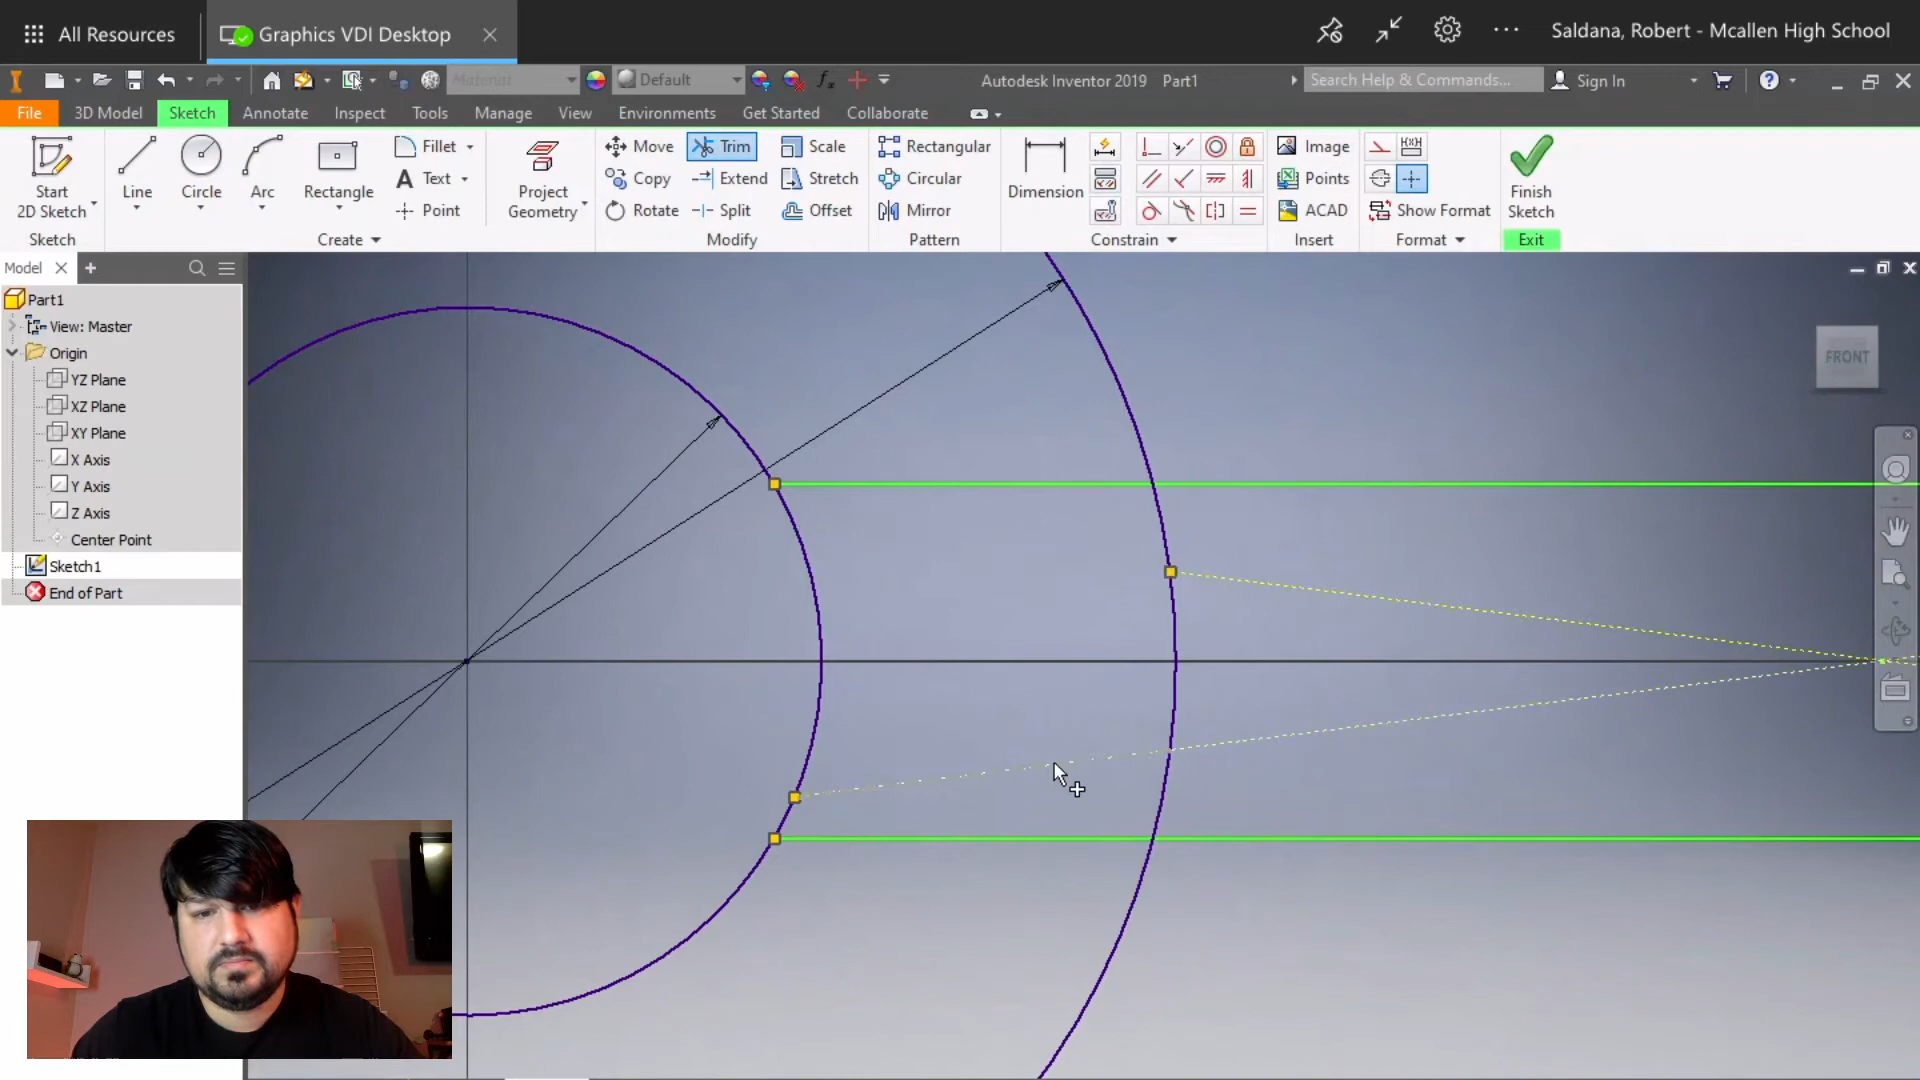 All Resources
Graphics VDI Desktop
Saldana, Robert - Mcallen High School
Material
Default
Autodesk Inventor 2019 Part1
Search Help & Commands...
Sign In
File
3D Model
Sketch
Annotate
Inspect
Tools
Manage
View
Environments
Get Started
Collaborate
Start
2D Sketch
Line
Circle
Arc
Rectangle
Fillet
Text
Point
Project
Geometry
Move
Copy
Rotate
Trim
Extend
Split
Scale
Stretch
Offset
Rectangular
Circular
Mirror
Dimension
Image
Points
ACAD
Show Format
Finish
Sketch
Sketch
Create
Modify
Pattern
Constrain
Insert
Format
Exit
Model
Part1
View: Master
Origin
YZ Plane
XZ Plane
XY Plane
X Axis
Y Axis
Z Axis
Center Point
Sketch1
End of Part
FRONT